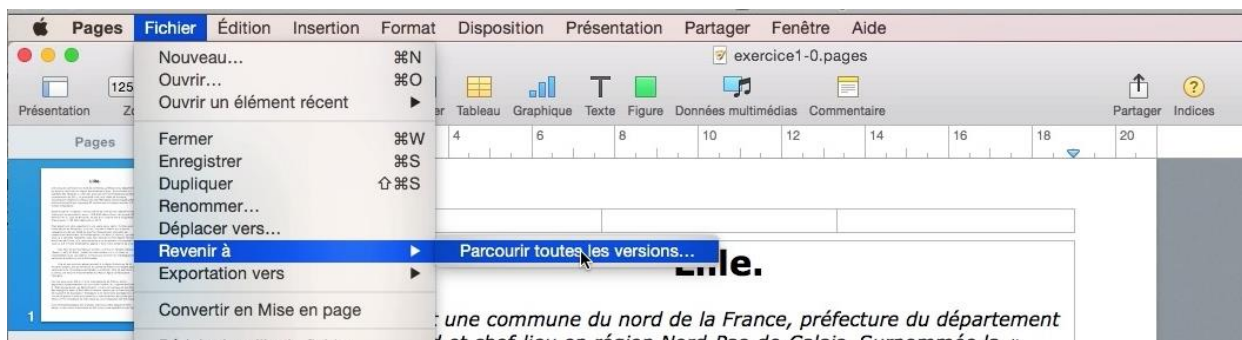 Pages Fichier Édition Insertion Format Disposition Présentation Partager Fenêtre Aide
exercice1-0.pages
125
Présentation Tableau Graphique Texte Figure Données multimédias Commentaire Partager Indices
Pages
4 6 8 10 12 14 16 18 20
Nouveau... ⌘N
Ouvrir... ⌘O
Ouvrir un élément récent ▶
Fermer ⌘W
Enregistrer ⌘S
Dupliquer ⇧⌘S
Renommer...
Déplacer vers...
Revenir à ▶ Parcourir toutes les versions...
Exportation vers ▶
Convertir en Mise en page
1
une commune du nord de la France, préfecture du département